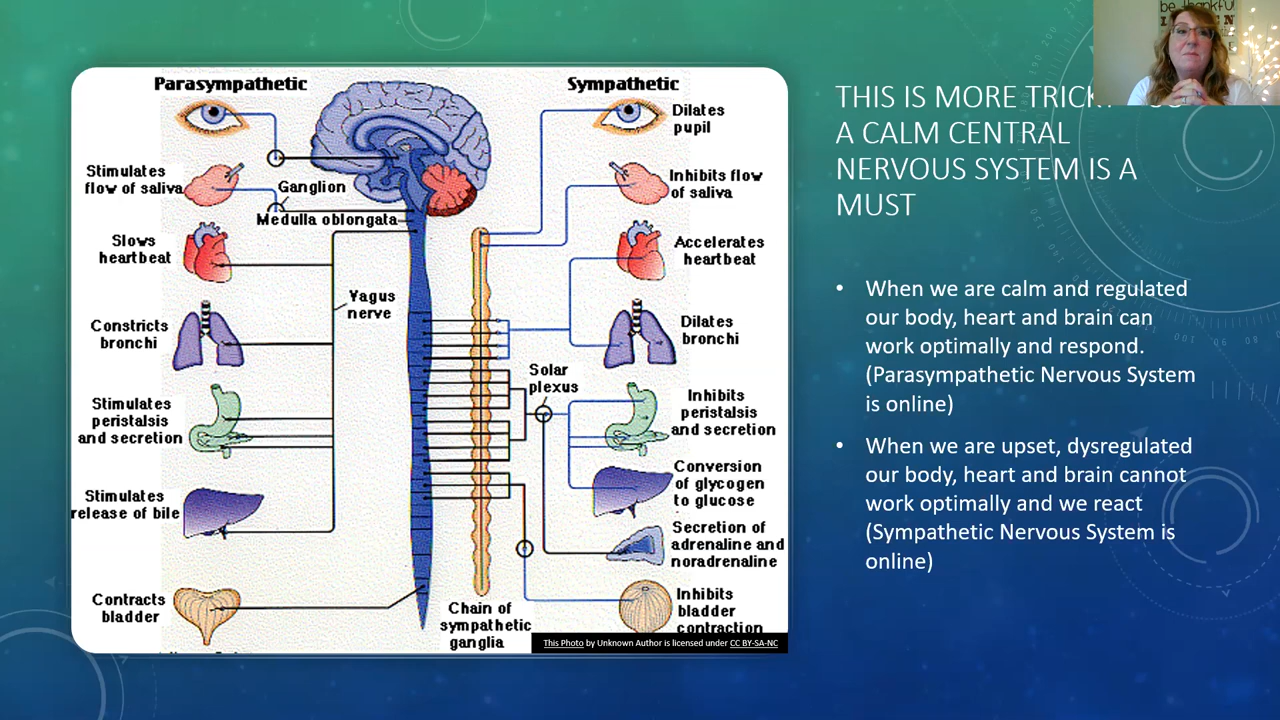 be thankful
Parasympathetic
Sympathetic
Dilates
pupil
Stimulates
flow of saliva
Ganglion
Medulla oblongata
Inhibits flow
of saliva
Slows
heartbeat
Accelerates
heartbeat
Vagus
nerve
Constricts
bronchi
Dilates
bronchi
Solar
plexus
Stimulates
peristalsis
and secretion
Inhibits
peristalsis
and secretion
Stimulates
release of bile
Conversion
of glycogen
to glucose
Secretion of
adrenaline and
noradrenaline
Contracts
bladder
Chain of
sympathetic
ganglia
Inhibits
bladder
contraction
This Photo by Unknown Author is licensed under CC BY-SA-NC
THIS IS MORE
A CALM CENTRAL
NERVOUS SYSTEM IS A
MUST
• When we are calm and regulated
our body, heart and brain can
work optimally and respond.
(Parasympathetic Nervous System
is online)
• When we are upset, dysregulated
our body, heart and brain cannot
work optimally and we react
(Sympathetic Nervous System is
online)